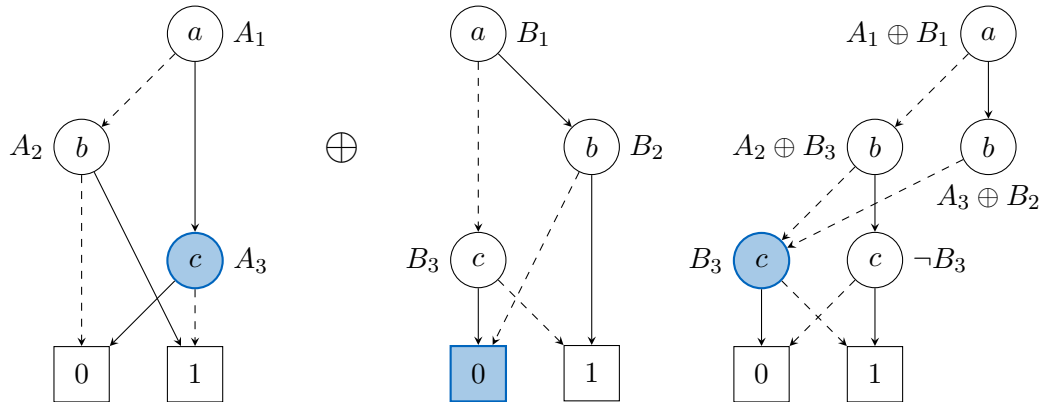 a A₁
b A₂
c A₃
0 1
⊕
a B₁
b B₂
B₃ c
0 1
A₁ ⊕ B₁ a
A₂ ⊕ B₃ b
b
A₃ ⊕ B₂
B₃ c
c ¬B₃
0 1